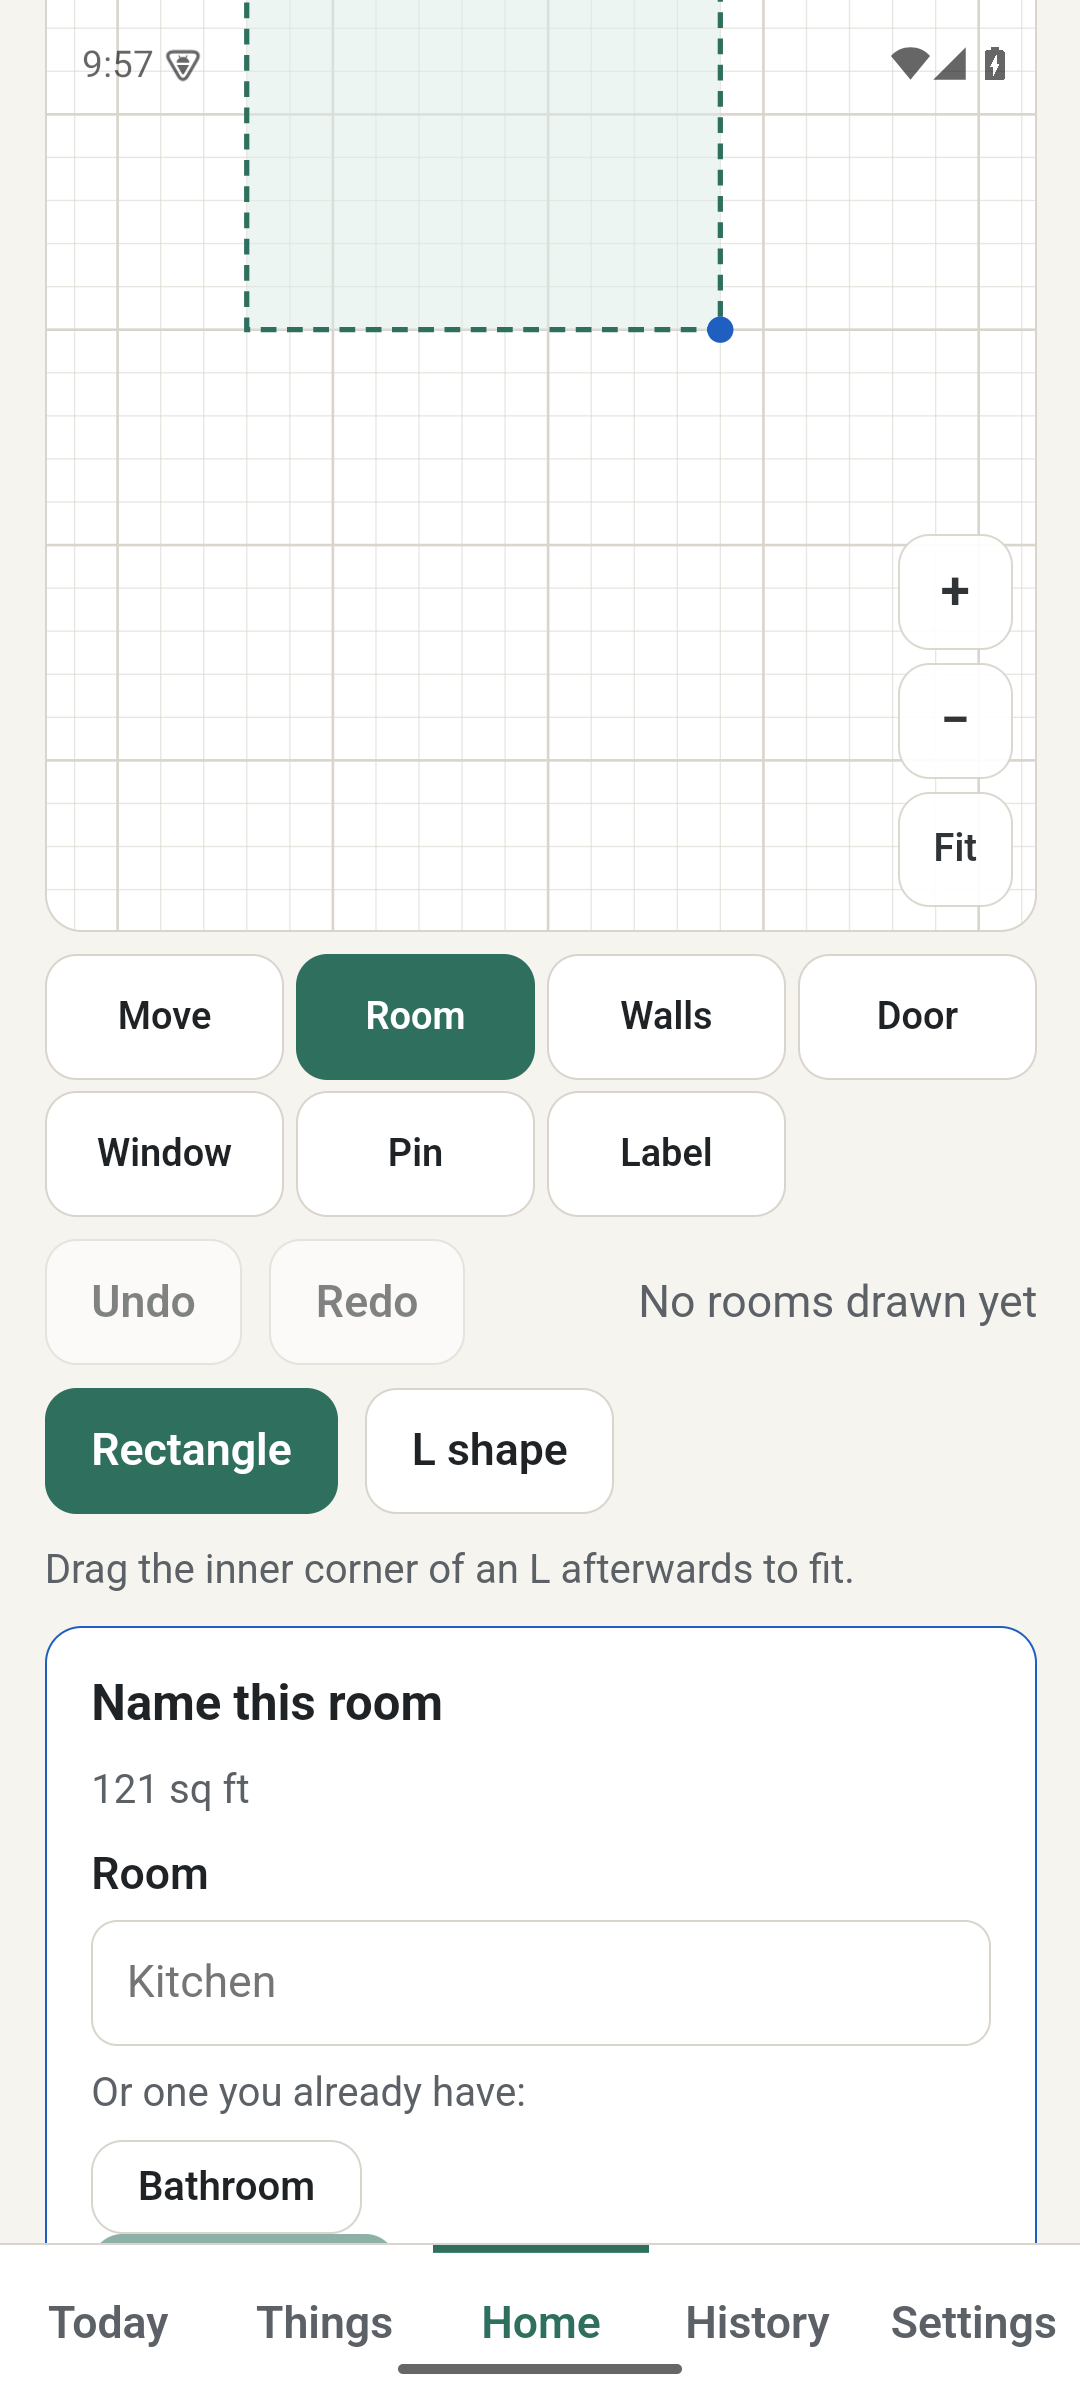 9:57
+
−
Fit
Move Room Walls Door
Window Pin Label
Undo Redo No rooms drawn yet
Rectangle L shape
Drag the inner corner of an L afterwards to fit.
Name this room
121 sq ft
Room
Kitchen
Or one you already have:
Bathroom
Today Things Home History Settings